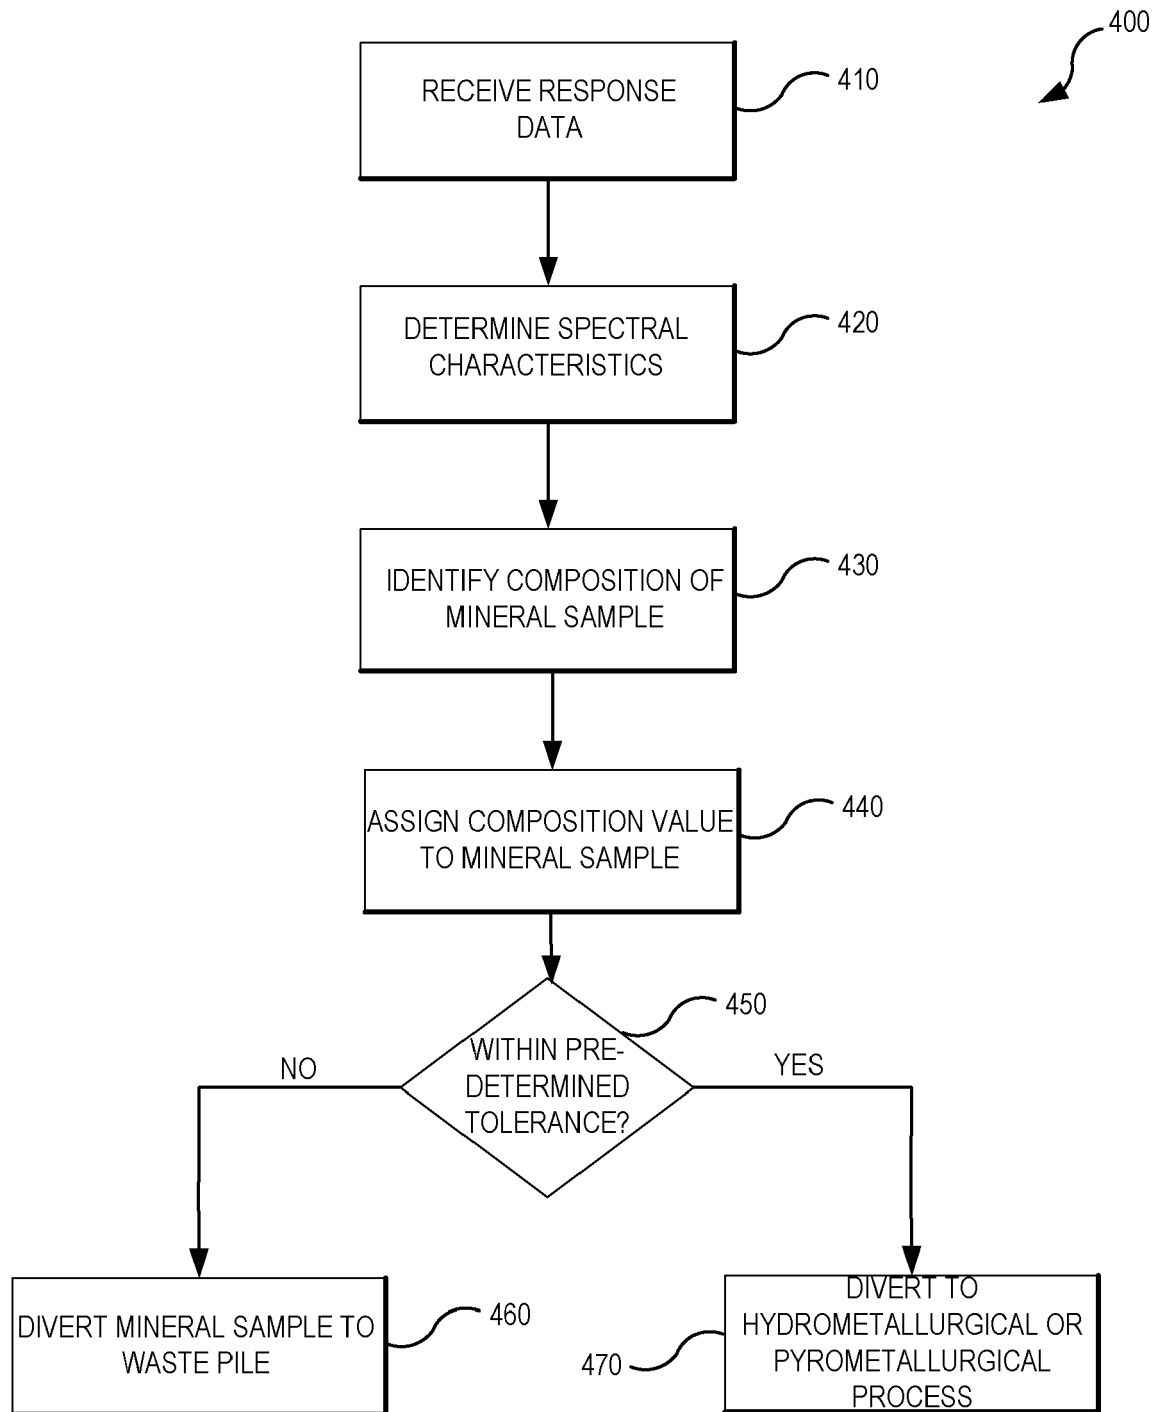 400
RECEIVE RESPONSE
DATA
410
DETERMINE SPECTRAL
CHARACTERISTICS
420
IDENTIFY COMPOSITION OF
MINERAL SAMPLE
430
ASSIGN COMPOSITION VALUE
TO MINERAL SAMPLE
440
WITHIN PRE-
DETERMINED
TOLERANCE?
450
NO
YES
DIVERT MINERAL SAMPLE TO
WASTE PILE
460
DIVERT TO
HYDROMETALLURGICAL OR
PYROMETALLURGICAL
PROCESS
470